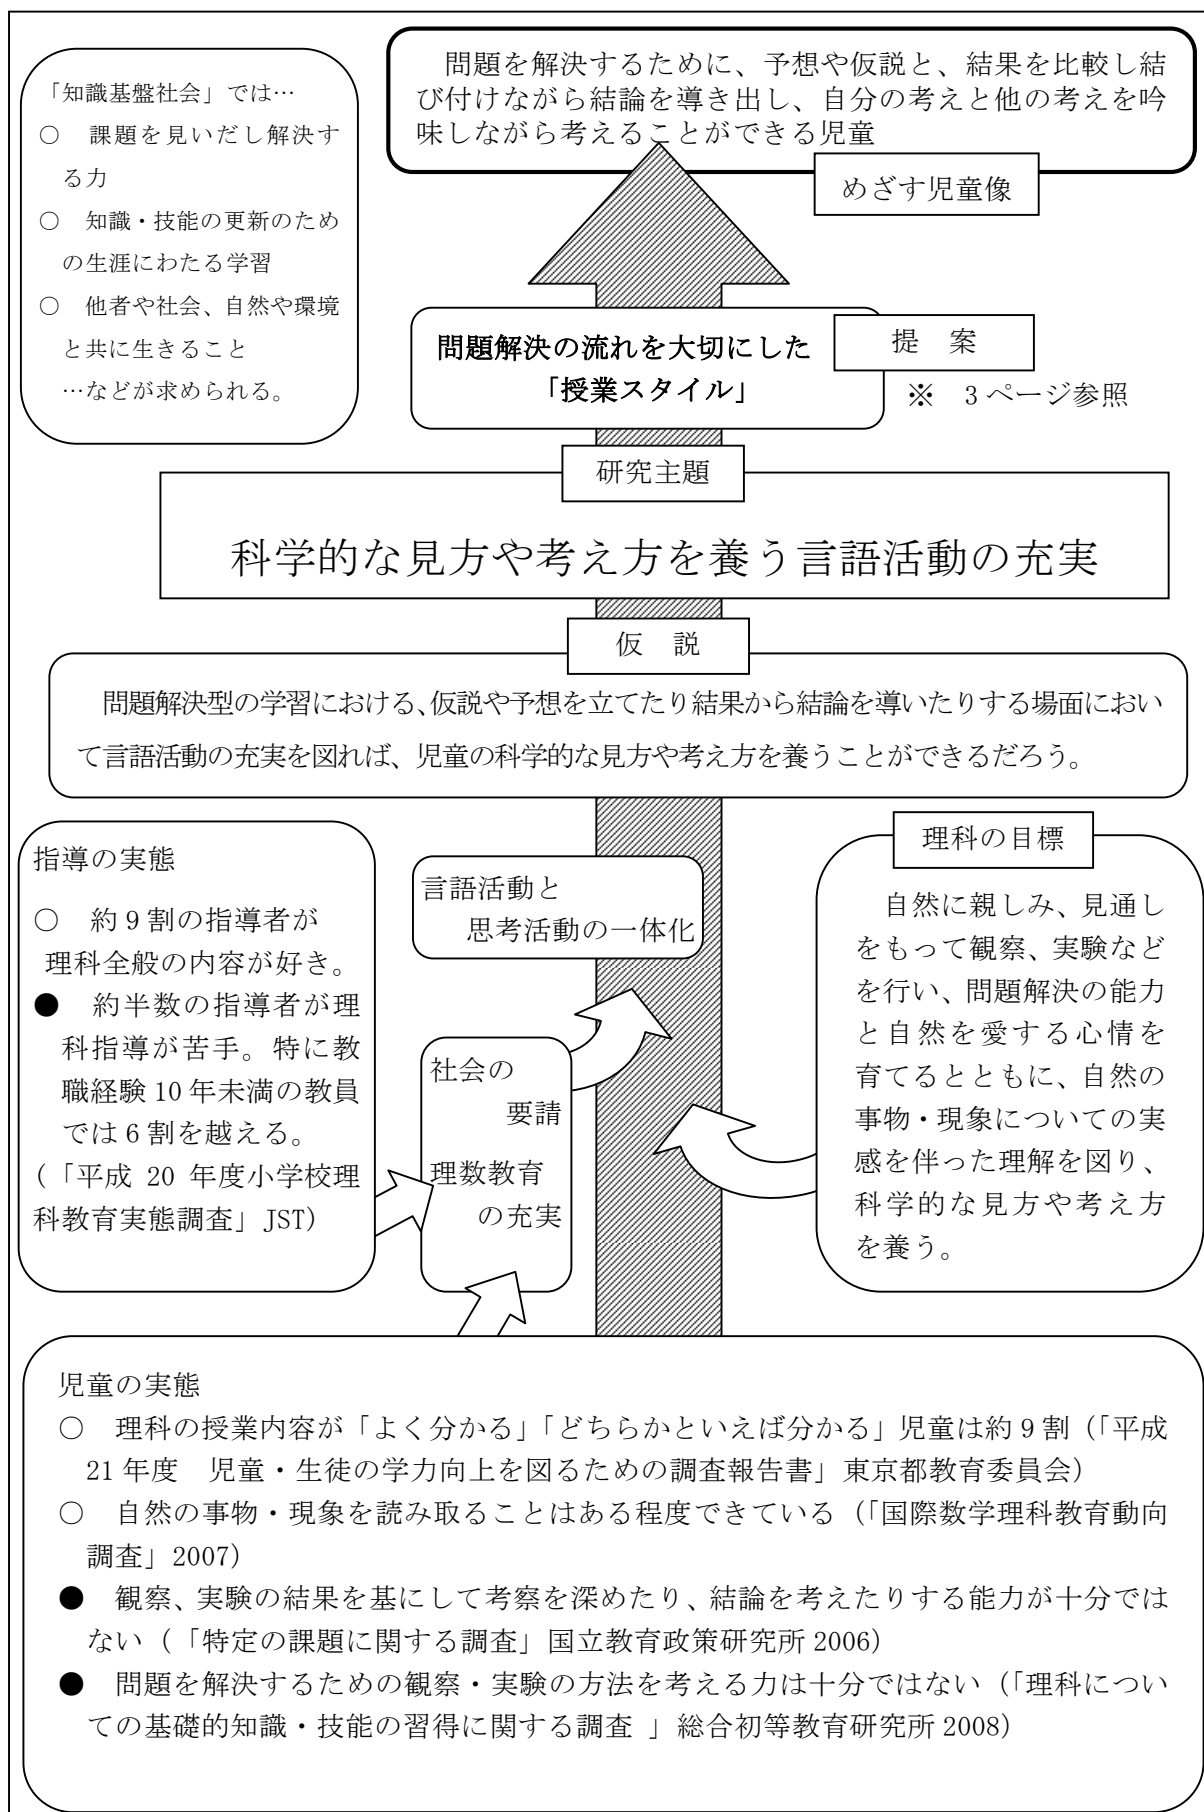 「知識基盤社会」では…
○　課題を見いだし解決す
る力
○　知識・技能の更新のため
の生涯にわたる学習
○　他者や社会、自然や環境
と共に生きること
…などが求められる。
問題を解決するために、予想や仮説と、結果を比較し結
び付けながら結論を導き出し、自分の考えと他の考えを吟
味しながら考えることができる児童
めざす児童像
問題解決の流れを大切にした
「授業スタイル」
提　案
※　3ページ参照
研究主題
科学的な見方や考え方を養う言語活動の充実
仮　説
問題解決型の学習における、仮説や予想を立てたり結果から結論を導いたりする場面におい
て言語活動の充実を図れば、児童の科学的な見方や考え方を養うことができるだろう。
指導の実態
○　約9割の指導者が
理科全般の内容が好き。
●　約半数の指導者が理
科指導が苦手。特に教
職経験10年未満の教員
では6割を越える。
（「平成 20 年度小学校理
科教育実態調査」JST）
言語活動と
思考活動の一体化
社会の
要請
理数教育
の充実
理科の目標
自然に親しみ、見通し
をもって観察、実験など
を行い、問題解決の能力
と自然を愛する心情を
育てるとともに、自然の
事物・現象についての実
感を伴った理解を図り、
科学的な見方や考え方
を養う。
児童の実態
○　理科の授業内容が「よく分かる」「どちらかといえば分かる」児童は約9割（「平成
21年度　児童・生徒の学力向上を図るための調査報告書」東京都教育委員会）
○　自然の事物・現象を読み取ることはある程度できている（「国際数学理科教育動向
調査」2007）
●　観察、実験の結果を基にして考察を深めたり、結論を考えたりする能力が十分では
ない（「特定の課題に関する調査」国立教育政策研究所2006）
●　問題を解決するための観察・実験の方法を考える力は十分ではない（「理科につい
ての基礎的知識・技能の習得に関する調査 」総合初等教育研究所2008）